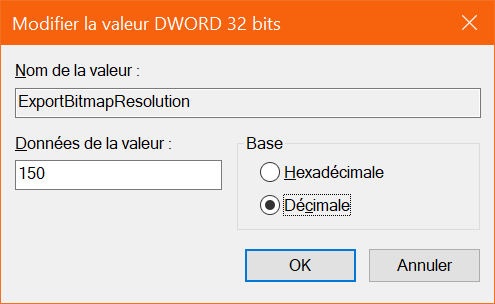 Modifier la valeur DWORD 32 bits
Nom de la valeur :
ExportBitmapResolution
Données de la valeur :
150
Base
Hexadécimale
Décimale
OK
Annuler